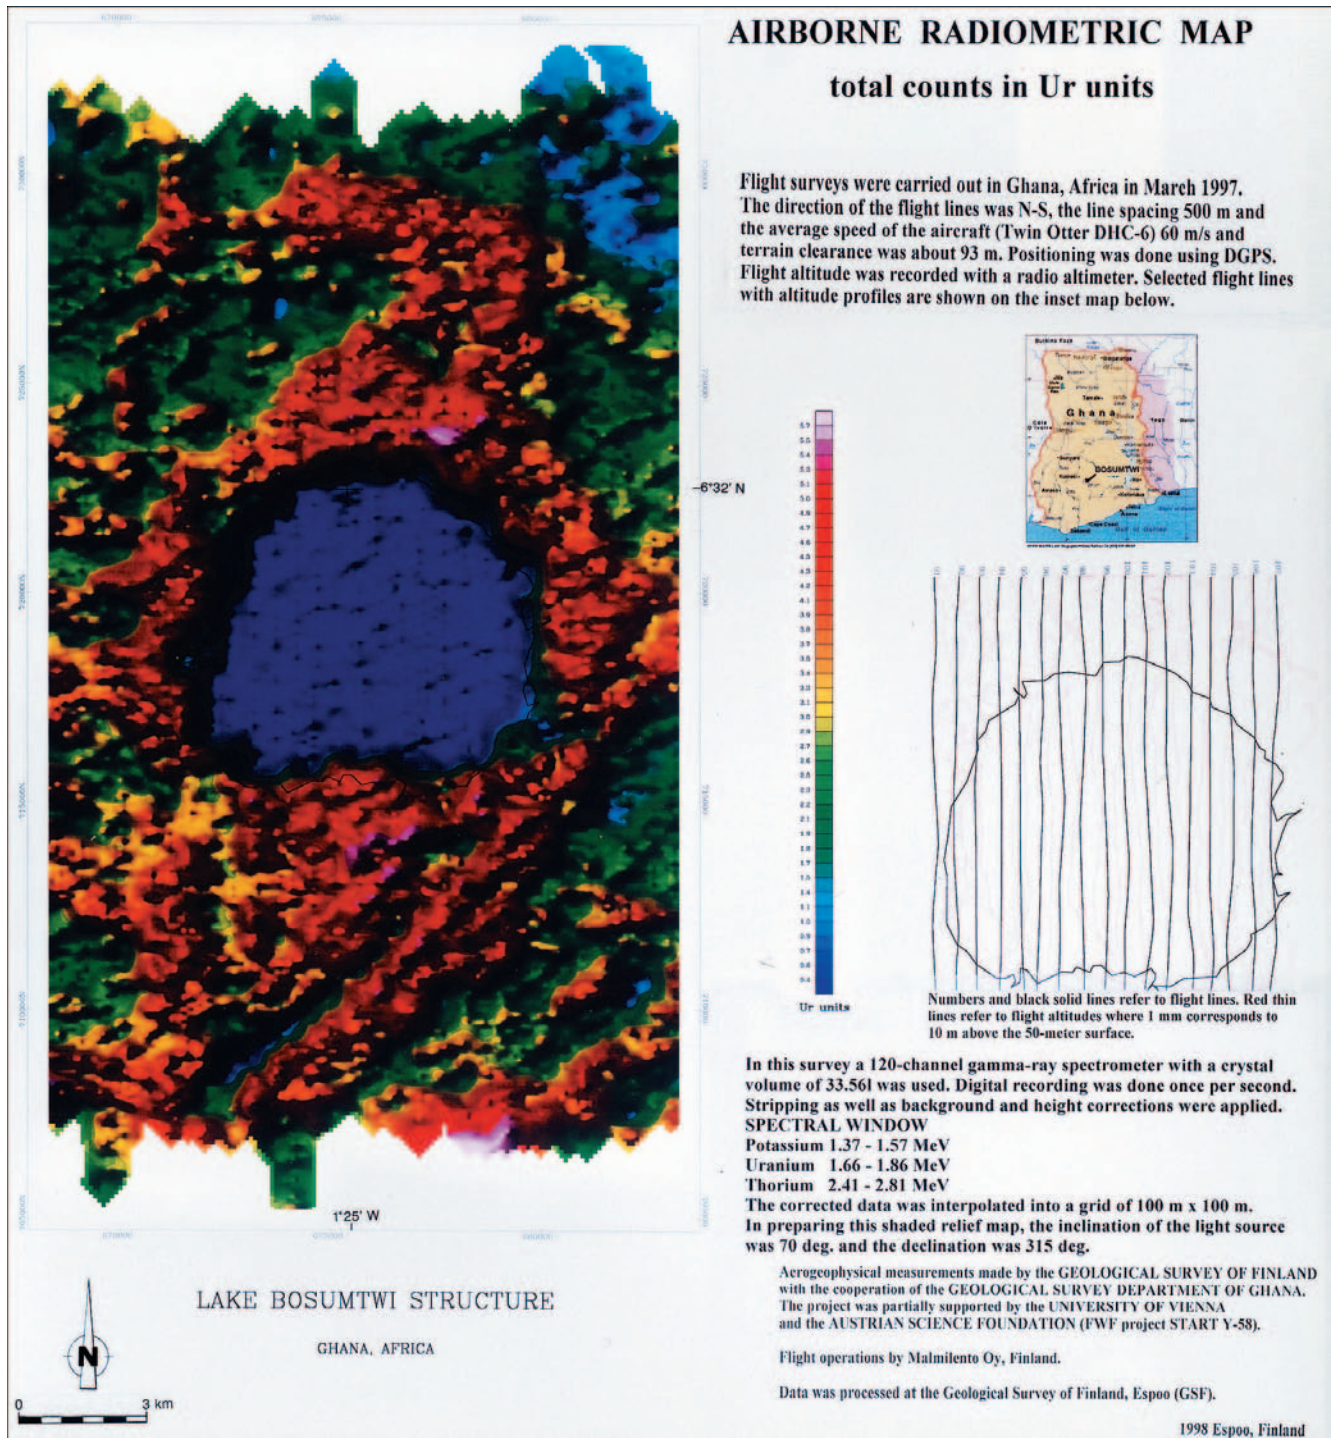 AIRBORNE RADIOMETRIC MAP
total counts in Ur units
Flight surveys were carried out in Ghana, Africa in March 1997.
The direction of the flight lines was N-S, the line spacing 500 m and
the average speed of the aircraft (Twin Otter DHC-6) 60 m/s and
terrain clearance was about 93 m. Positioning was done using DGPS.
Flight altitude was recorded with a radio altimeter. Selected flight lines
with altitude profiles are shown on the inset map below.
Burkina Faso
Ghana
Togo
BOSUMTWI
6°32' N
Ur units
Numbers and black solid lines refer to flight lines. Red thin
lines refer to flight altitudes where 1 mm corresponds to
10 m above the 50-meter surface.
In this survey a 120-channel gamma-ray spectrometer with a crystal
volume of 33.56l was used. Digital recording was done once per second.
Stripping as well as background and height corrections were applied.
SPECTRAL WINDOW
Potassium 1.37 - 1.57 MeV
Uranium 1.66 - 1.86 MeV
Thorium 2.41 - 2.81 MeV
The corrected data was interpolated into a grid of 100 m x 100 m.
In preparing this shaded relief map, the inclination of the light source
was 70 deg. and the declination was 315 deg.
Aerogeophysical measurements made by the GEOLOGICAL SURVEY OF FINLAND
with the cooperation of the GEOLOGICAL SURVEY DEPARTMENT OF GHANA.
The project was partially supported by the UNIVERSITY OF VIENNA
and the AUSTRIAN SCIENCE FOUNDATION (FWF project START Y-58).
Flight operations by Malmilento Oy, Finland.
Data was processed at the Geological Survey of Finland, Espoo (GSF).
1998 Espoo, Finland
1°25' W
LAKE BOSUMTWI STRUCTURE
GHANA, AFRICA
N
0 3 km